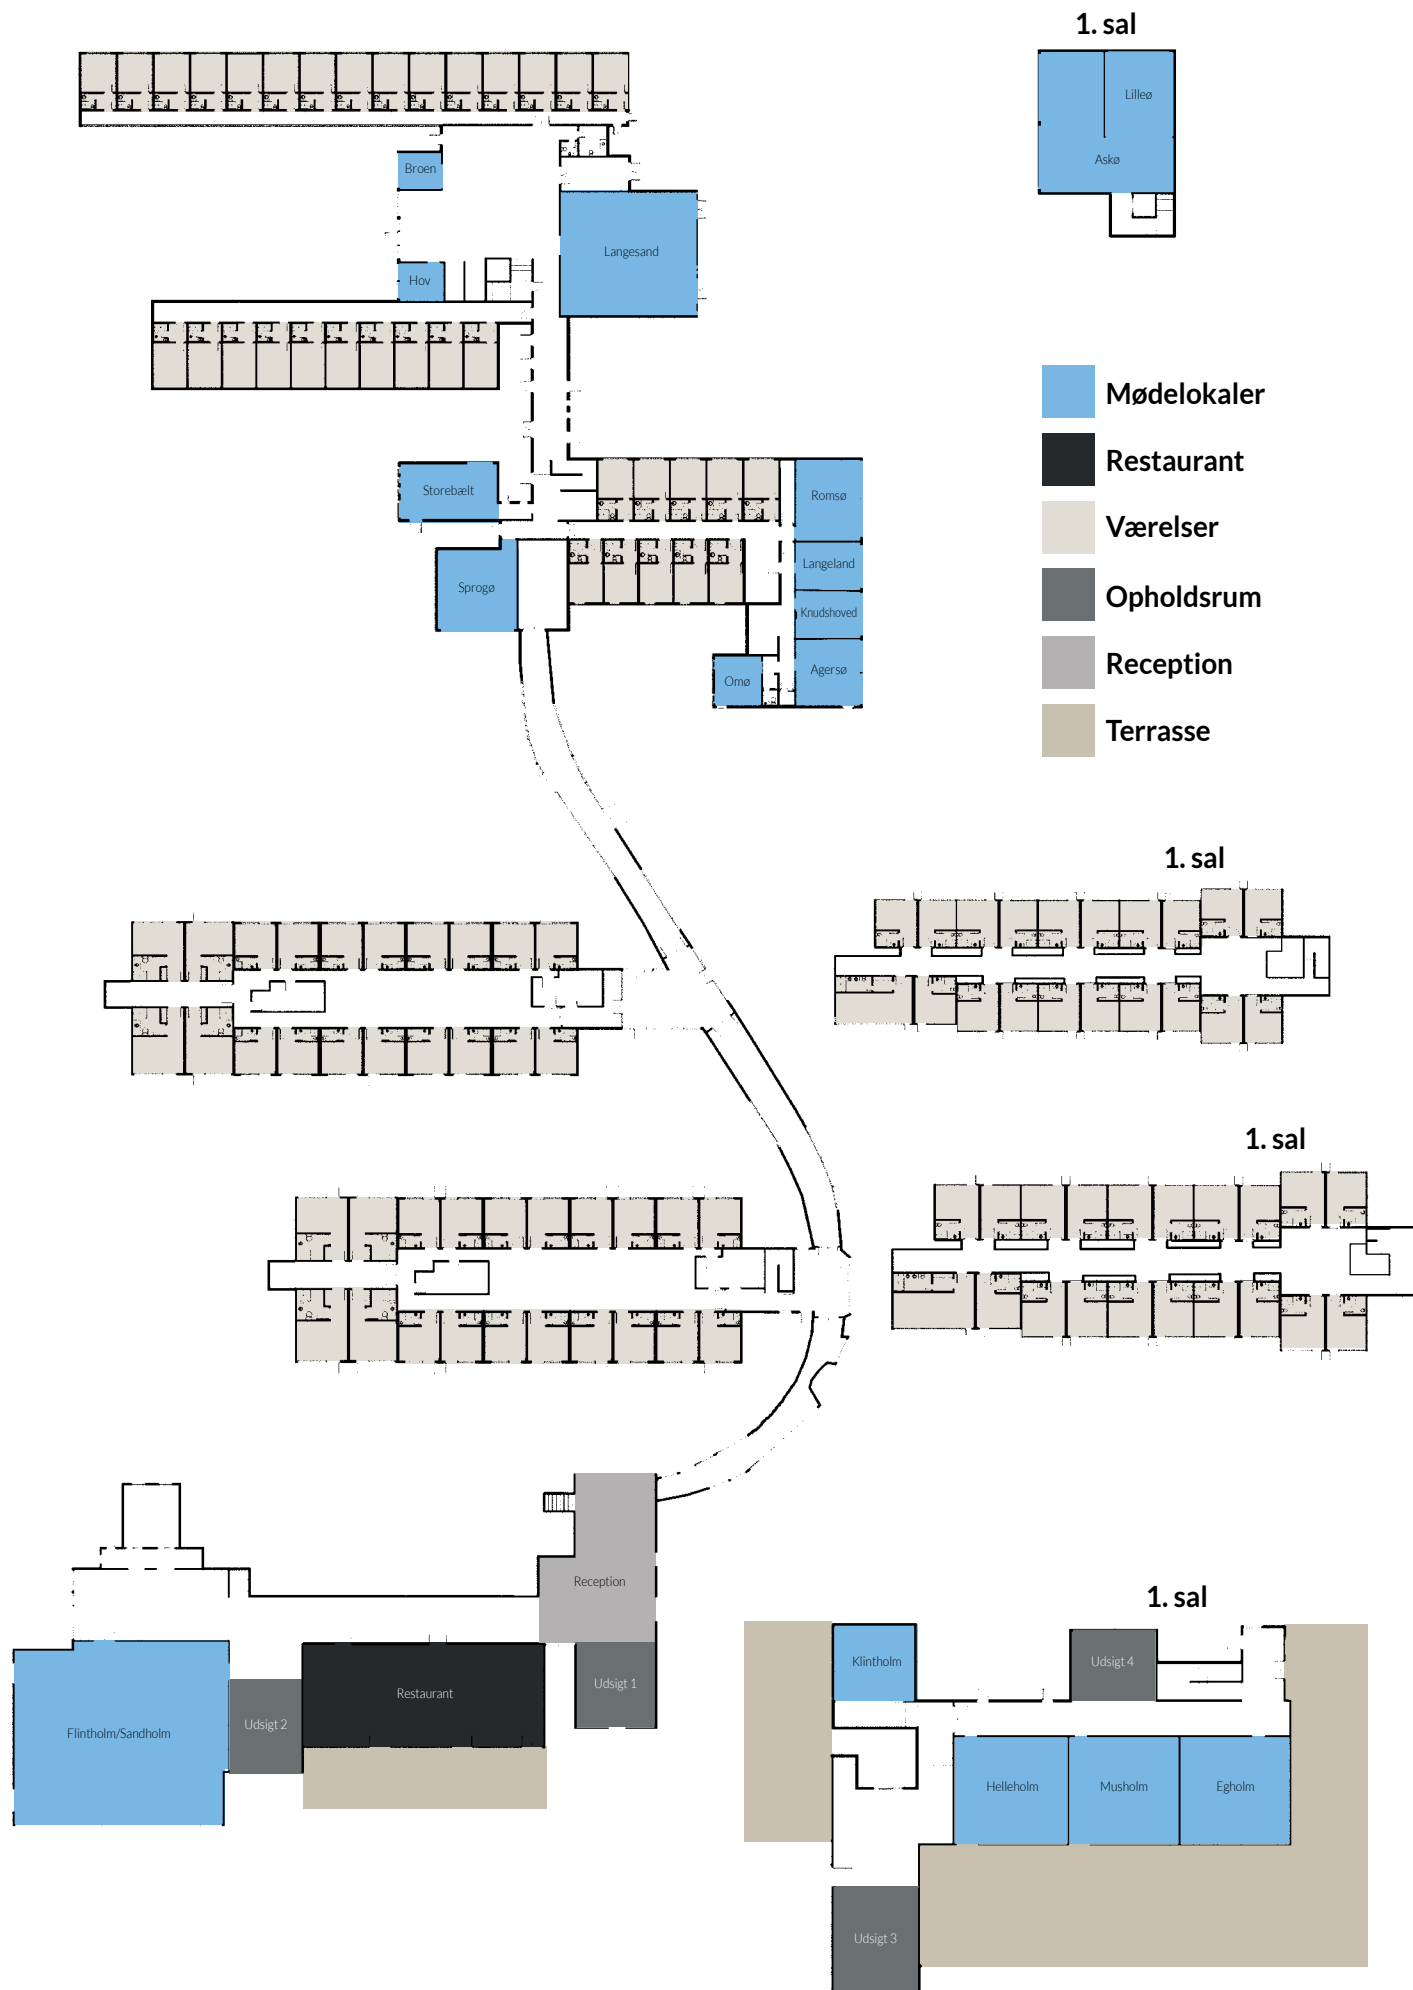 1. sal
Lilleø
Askø
Broen
Langesand
Hov
Mødelokaler
Restaurant
Værelser
Opholdsrum
Reception
Terrasse
Storebælt
Romsø
Langeland
Sprogø
Knudshoved
Agersø
Omø
1. sal
1. sal
Reception
Udsigt 1
Restaurant
Udsigt 2
Flintholm/Sandholm
1. sal
Klintholm
Udsigt 4
Helleholm
Musholm
Egholm
Udsigt 3